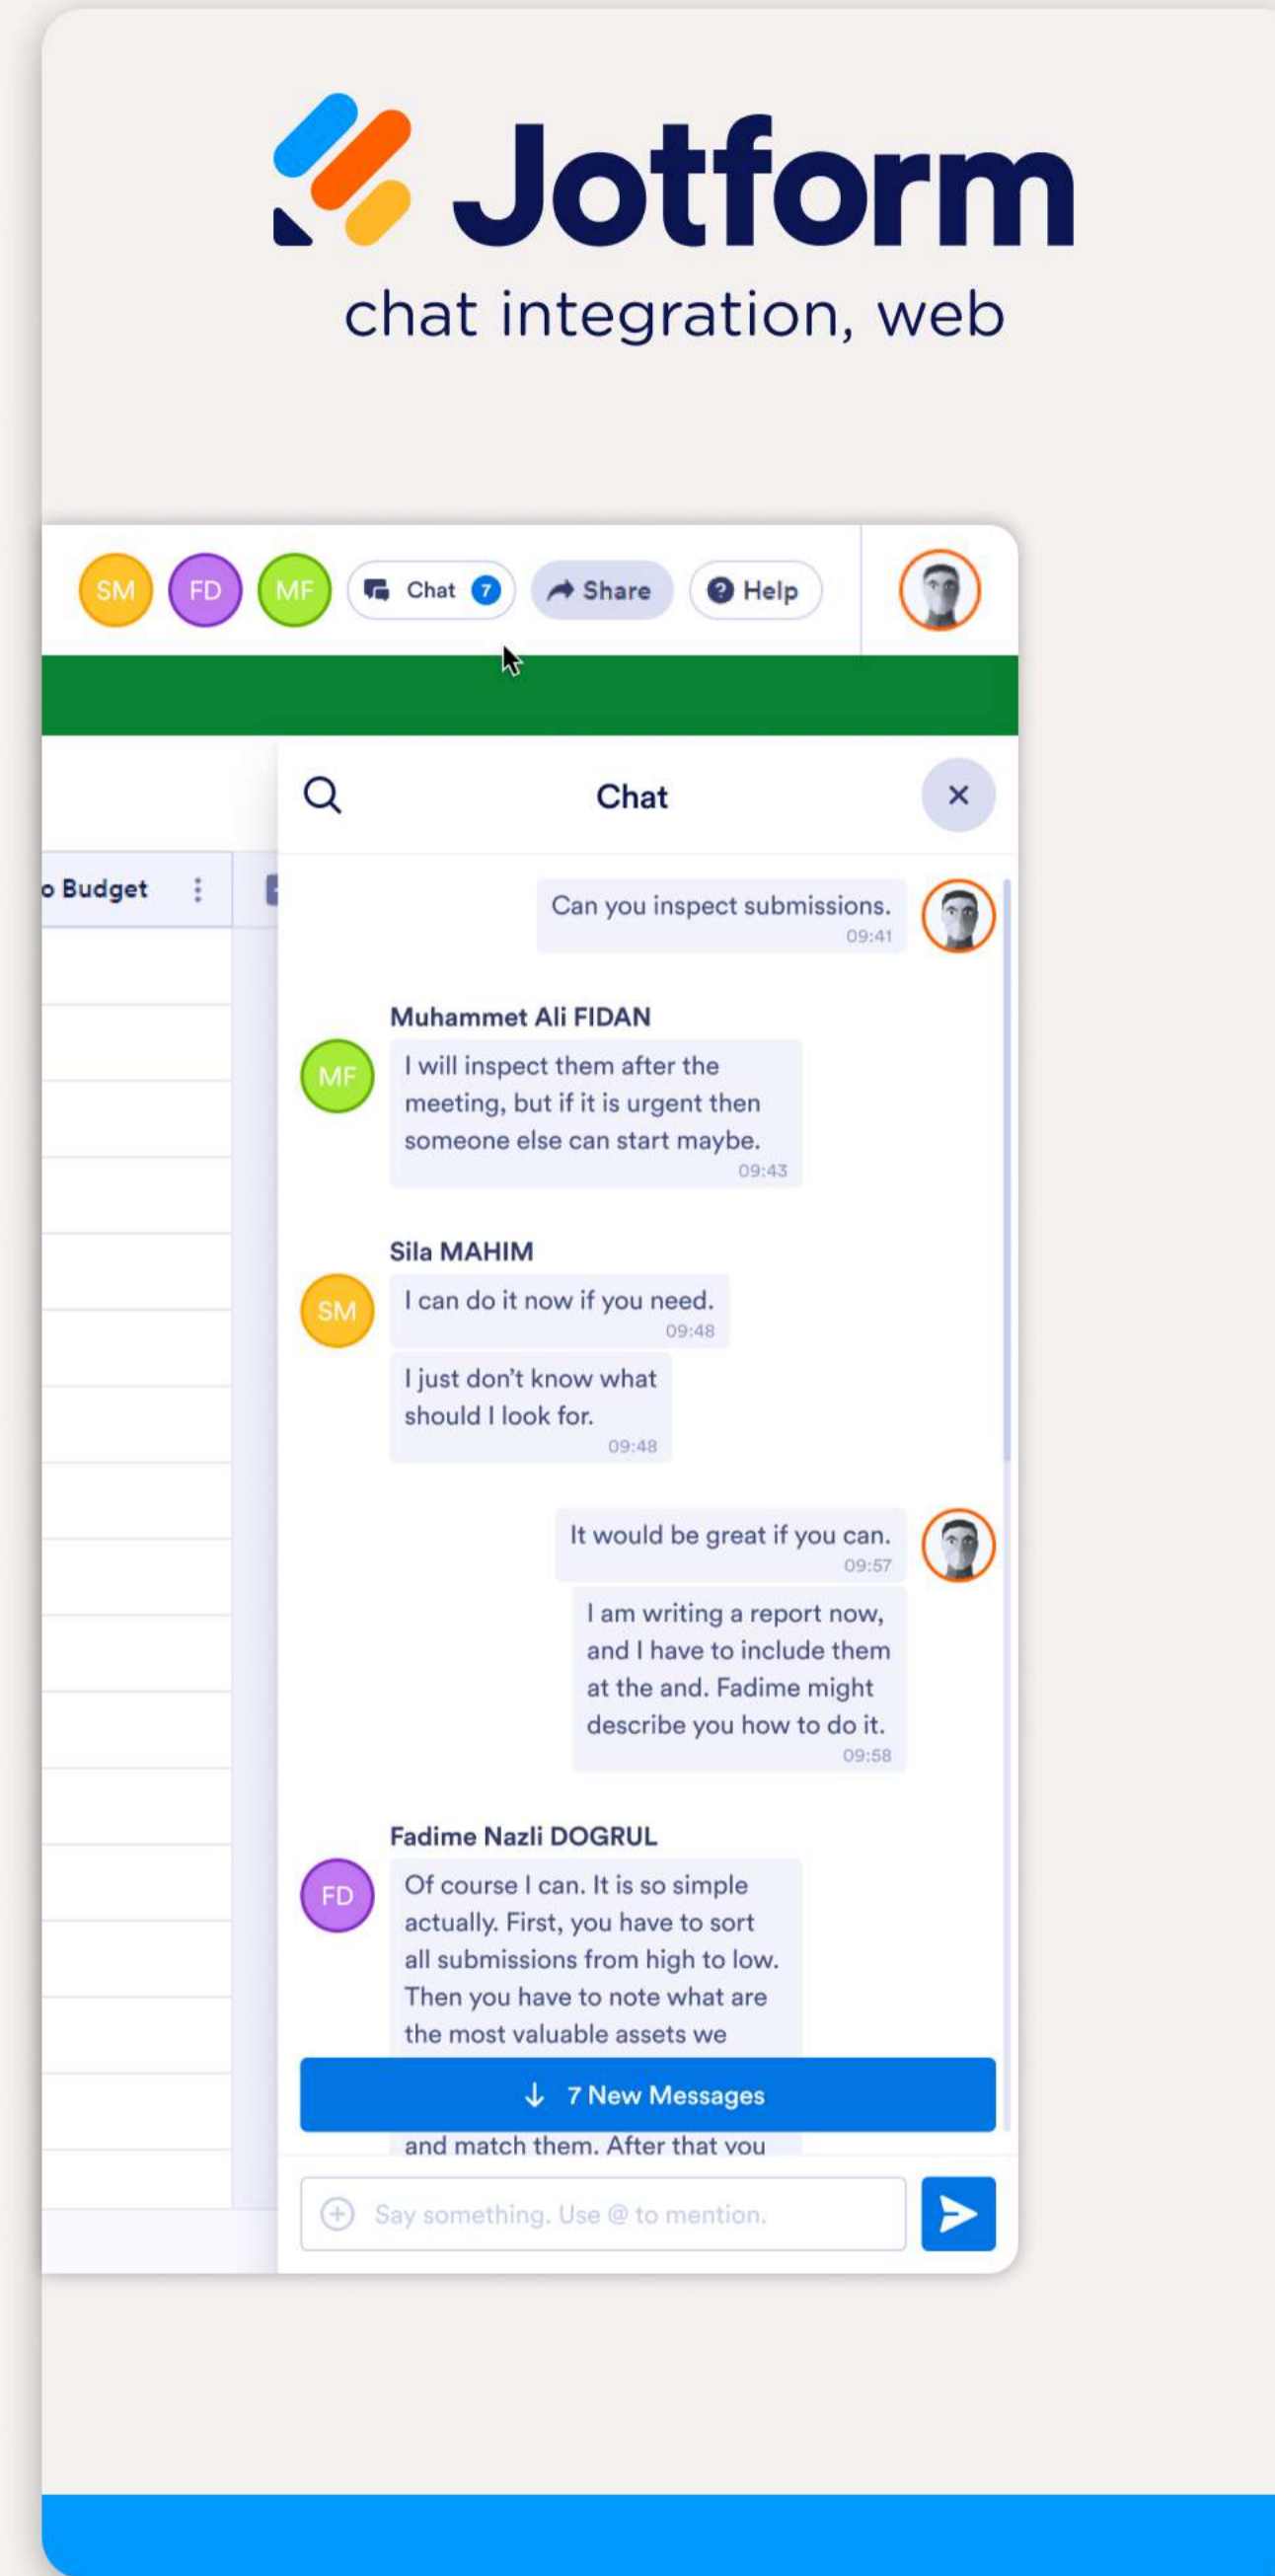 Jotform
chat integration, web
SM FD MF Chat 7 Share Help
Chat
o Budget
Can you inspect submissions.
09:41
Muhammet Ali FIDAN
MF
I will inspect them after the
meeting, but if it is urgent then
someone else can start maybe.
09:43
Sila MAHIM
SM
I can do it now if you need.
09:48
I just don’t know what
should I look for.
09:48
It would be great if you can.
09:57
I am writing a report now,
and I have to include them
at the and. Fadime might
describe you how to do it.
09:58
Fadime Nazli DOGRUL
FD
Of course I can. It is so simple
actually. First, you have to sort
all submissions from high to low.
Then you have to note what are
the most valuable assets we
7 New Messages
and match them. After that you
Say something. Use @ to mention.